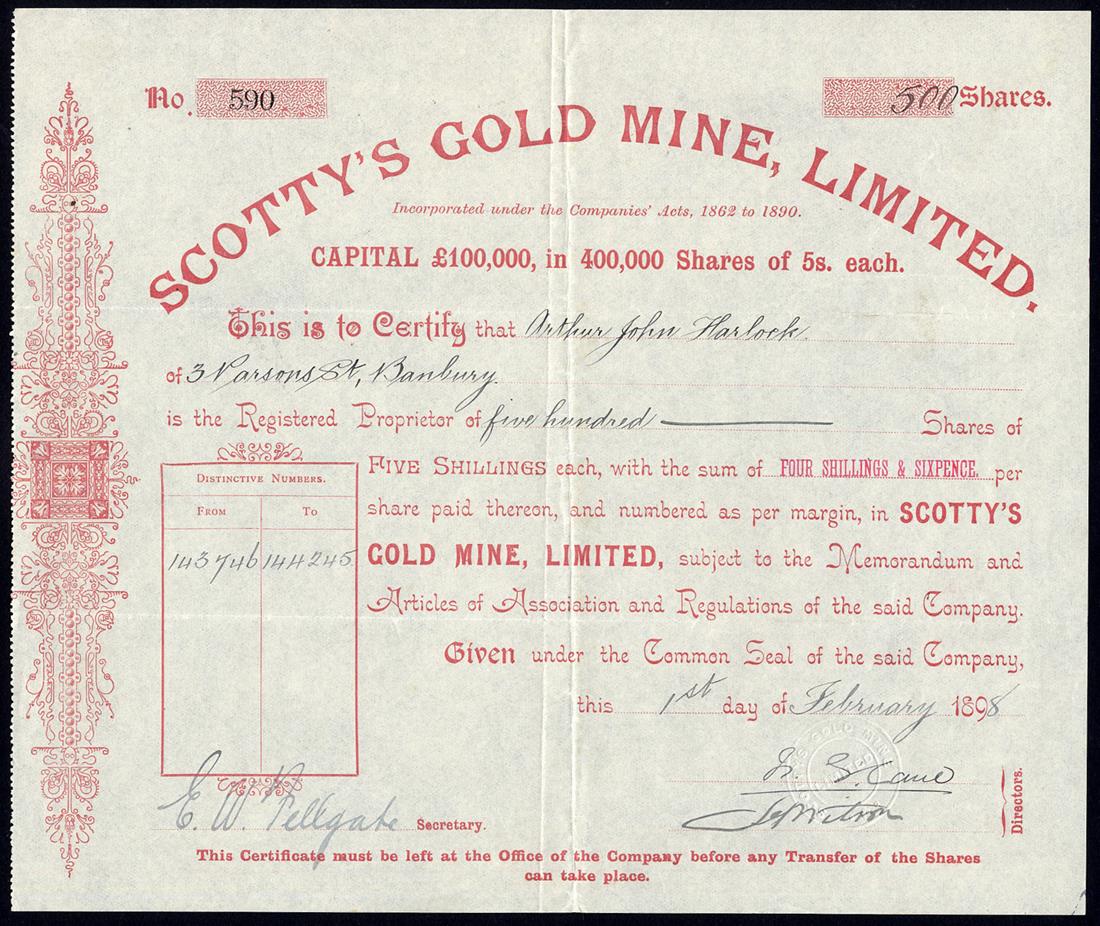 No. 590
500 Shares.
SCOTTY'S GOLD MINE, LIMITED.
Incorporated under the Companies' Acts, 1862 to 1890.
CAPITAL £100,000, in 400,000 Shares of 5s. each.
This is to Certify that Arthur John Harlock
of 3 Parsons St, Banbury.
is the Registered Proprietor of five hundred Shares of
FIVE SHILLINGS each, with the sum of FOUR SHILLINGS & SIXPENCE. per
share paid thereon, and numbered as per margin, in SCOTTY'S
GOLD MINE, LIMITED, subject to the Memorandum and
Articles of Association and Regulations of the said Company.
DISTINCTIVE NUMBERS.
FROM TO
143746 144245
Given under the Common Seal of the said Company,
this 1st day of February 1898
Directors.
E. W. Fellgate Secretary.
This Certificate must be left at the Office of the Company before any Transfer of the Shares
can take place.